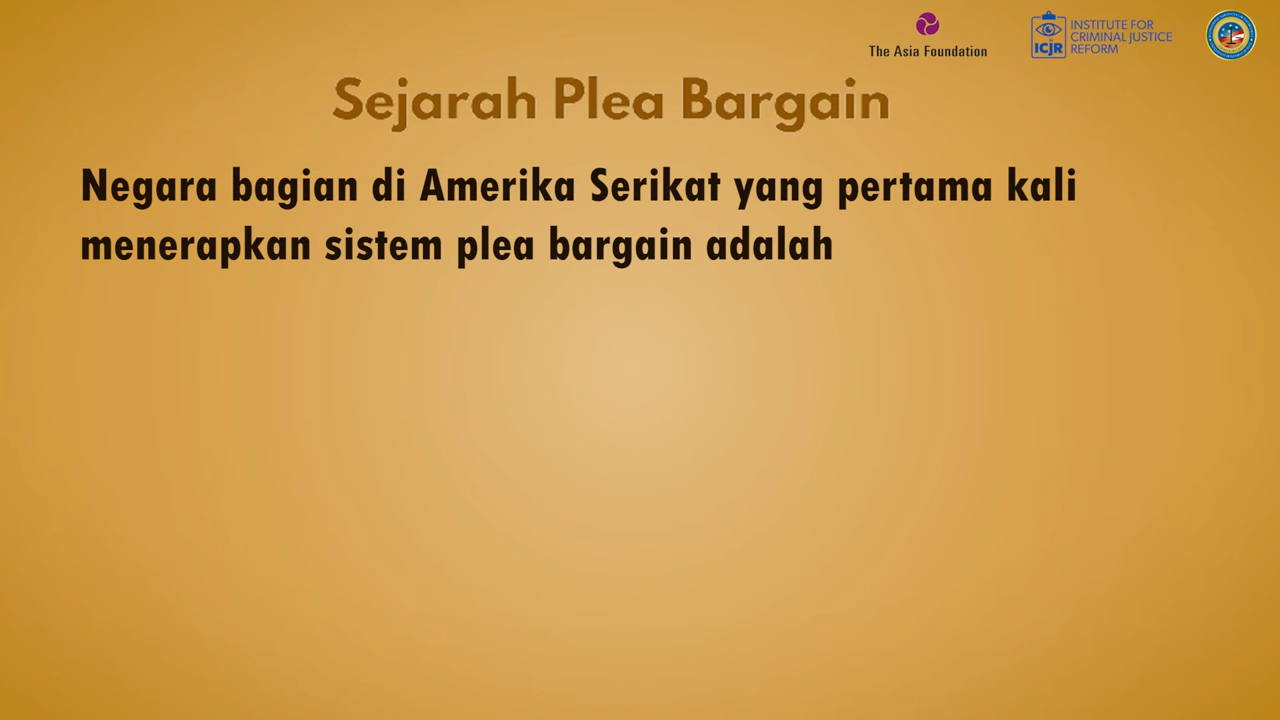 The Asia Foundation
ICJR
INSTITUTE FOR
CRIMINAL JUSTICE
REFORM
Sejarah Plea Bargain
Negara bagian di Amerika Serikat yang pertama kali
menerapkan sistem plea bargain adalah